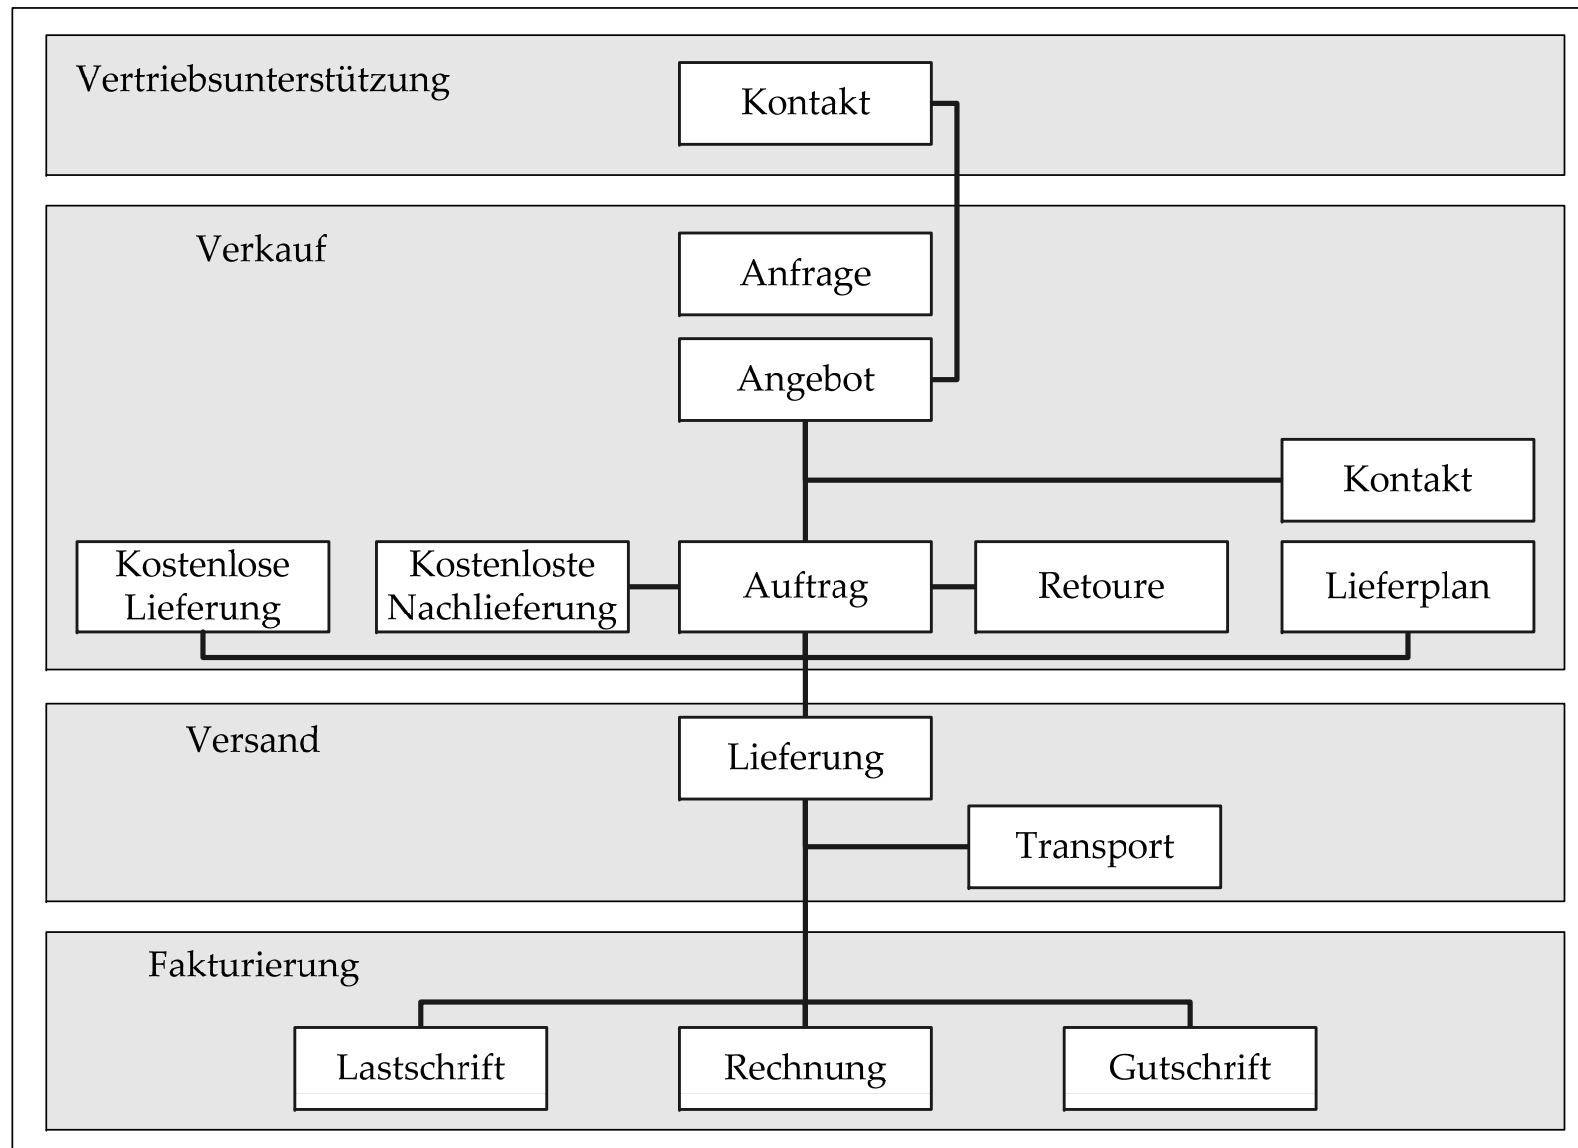 Vertriebsunterstützung
Kontakt
Verkauf
Anfrage
Angebot
Kontakt
Kostenlose
Lieferung
Kostenloste
Nachlieferung
Auftrag
Retoure
Lieferplan
Versand
Lieferung
Transport
Fakturierung
Lastschrift
Rechnung
Gutschrift